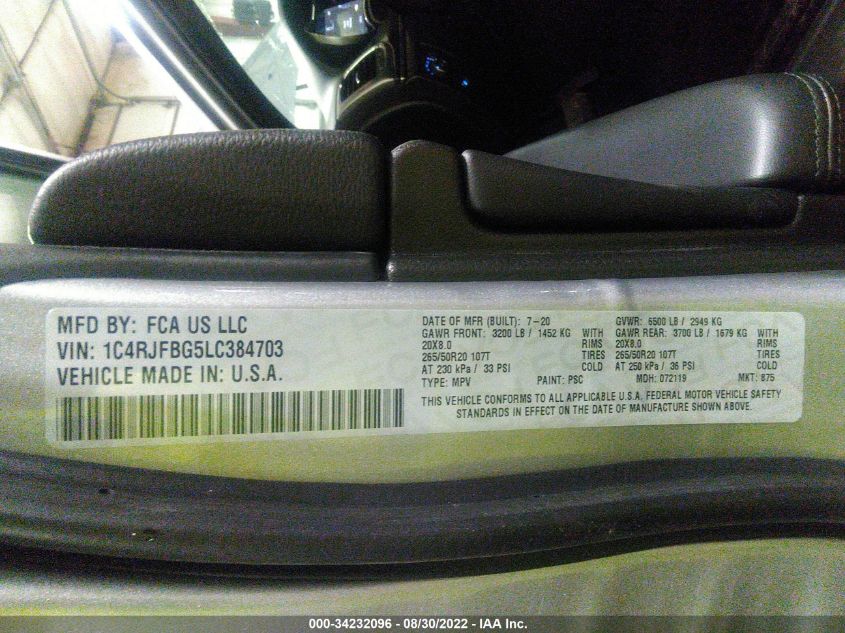 MFD BY: FCA US LLC
VIN: 1C4RJFBG5LC384703
VEHICLE MADE IN: U.S.A.
DATE OF MFR (BUILT): 7-20 GVWR: 6500 LB / 2949 KG
GAWR FRONT: 3200 LB / 1452 KG WITH GAWR REAR: 3700 LB / 1679 KG WITH
20X8.0 RIMS 20X8.0 RIMS
265/50R20 107T TIRES 265/50R20 107T TIRES
AT 230 kPa / 33 PSI COLD AT 250 kPa / 36 PSI COLD
TYPE: MPV PAINT: PSC MDH: 072119 MKT: 875
THIS VEHICLE CONFORMS TO ALL APPLICABLE U.S.A. FEDERAL MOTOR VEHICLE SAFETY
STANDARDS IN EFFECT ON THE DATE OF MANUFACTURE SHOWN ABOVE.
000-34232096 - 08/30/2022 - © IAA Inc.